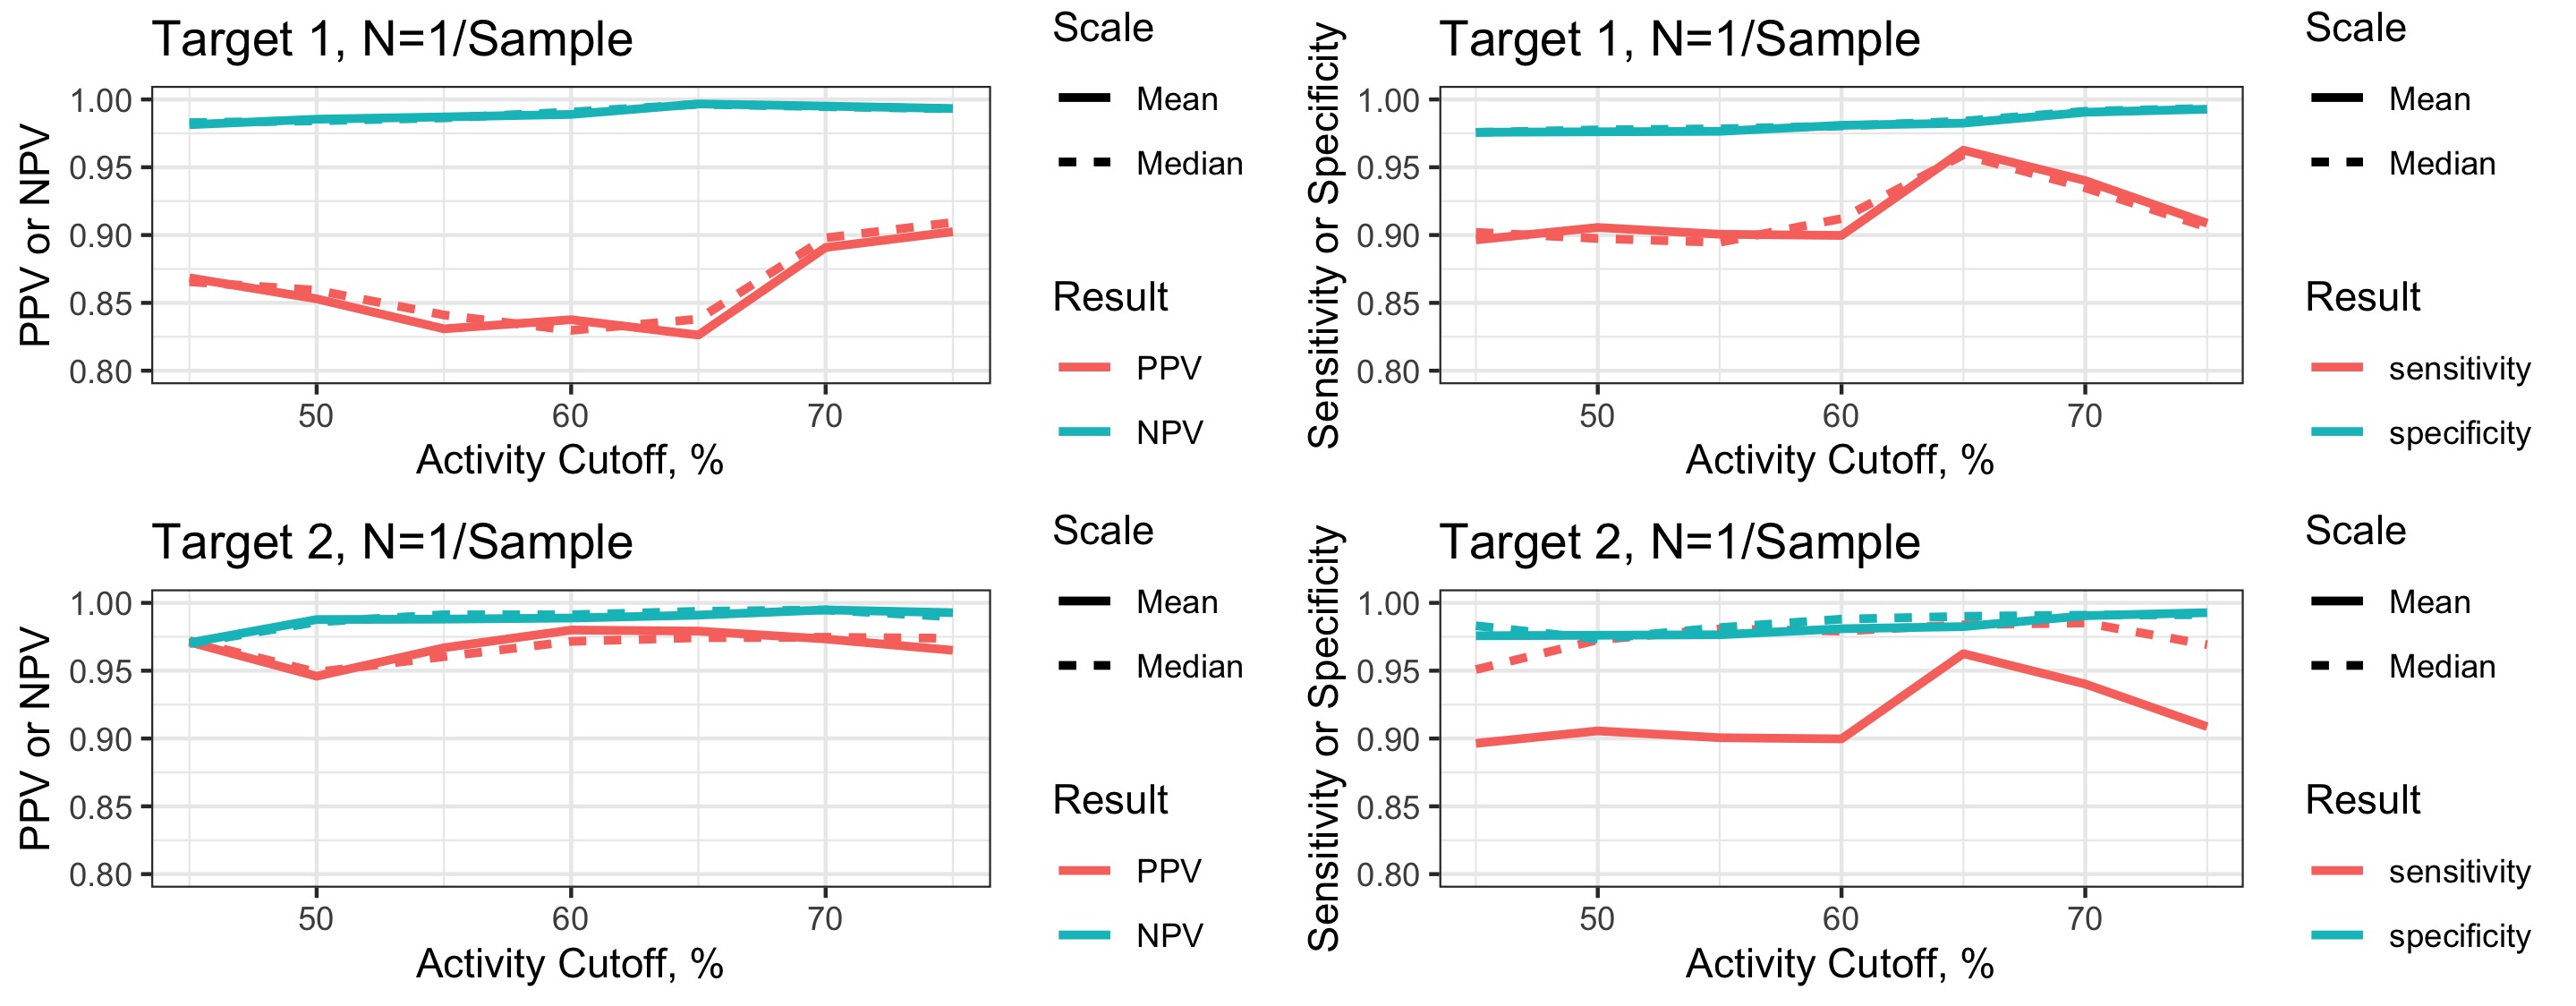 Target 1, N=1/Sample
PPV or NPV
1.00
0.95
0.90
0.85
0.80
50
60
70
Activity Cutoff, %
Scale
Mean
Median
Result
PPV
NPV
Target 1, N=1/Sample
Sensitivity or Specificity
1.00
0.95
0.90
0.85
0.80
50
60
70
Activity Cutoff, %
Scale
Mean
Median
Result
sensitivity
specificity
Target 2, N=1/Sample
PPV or NPV
1.00
0.95
0.90
0.85
0.80
50
60
70
Activity Cutoff, %
Scale
Mean
Median
Result
PPV
NPV
Target 2, N=1/Sample
Sensitivity or Specificity
1.00
0.95
0.90
0.85
0.80
50
60
70
Activity Cutoff, %
Scale
Mean
Median
Result
sensitivity
specificity